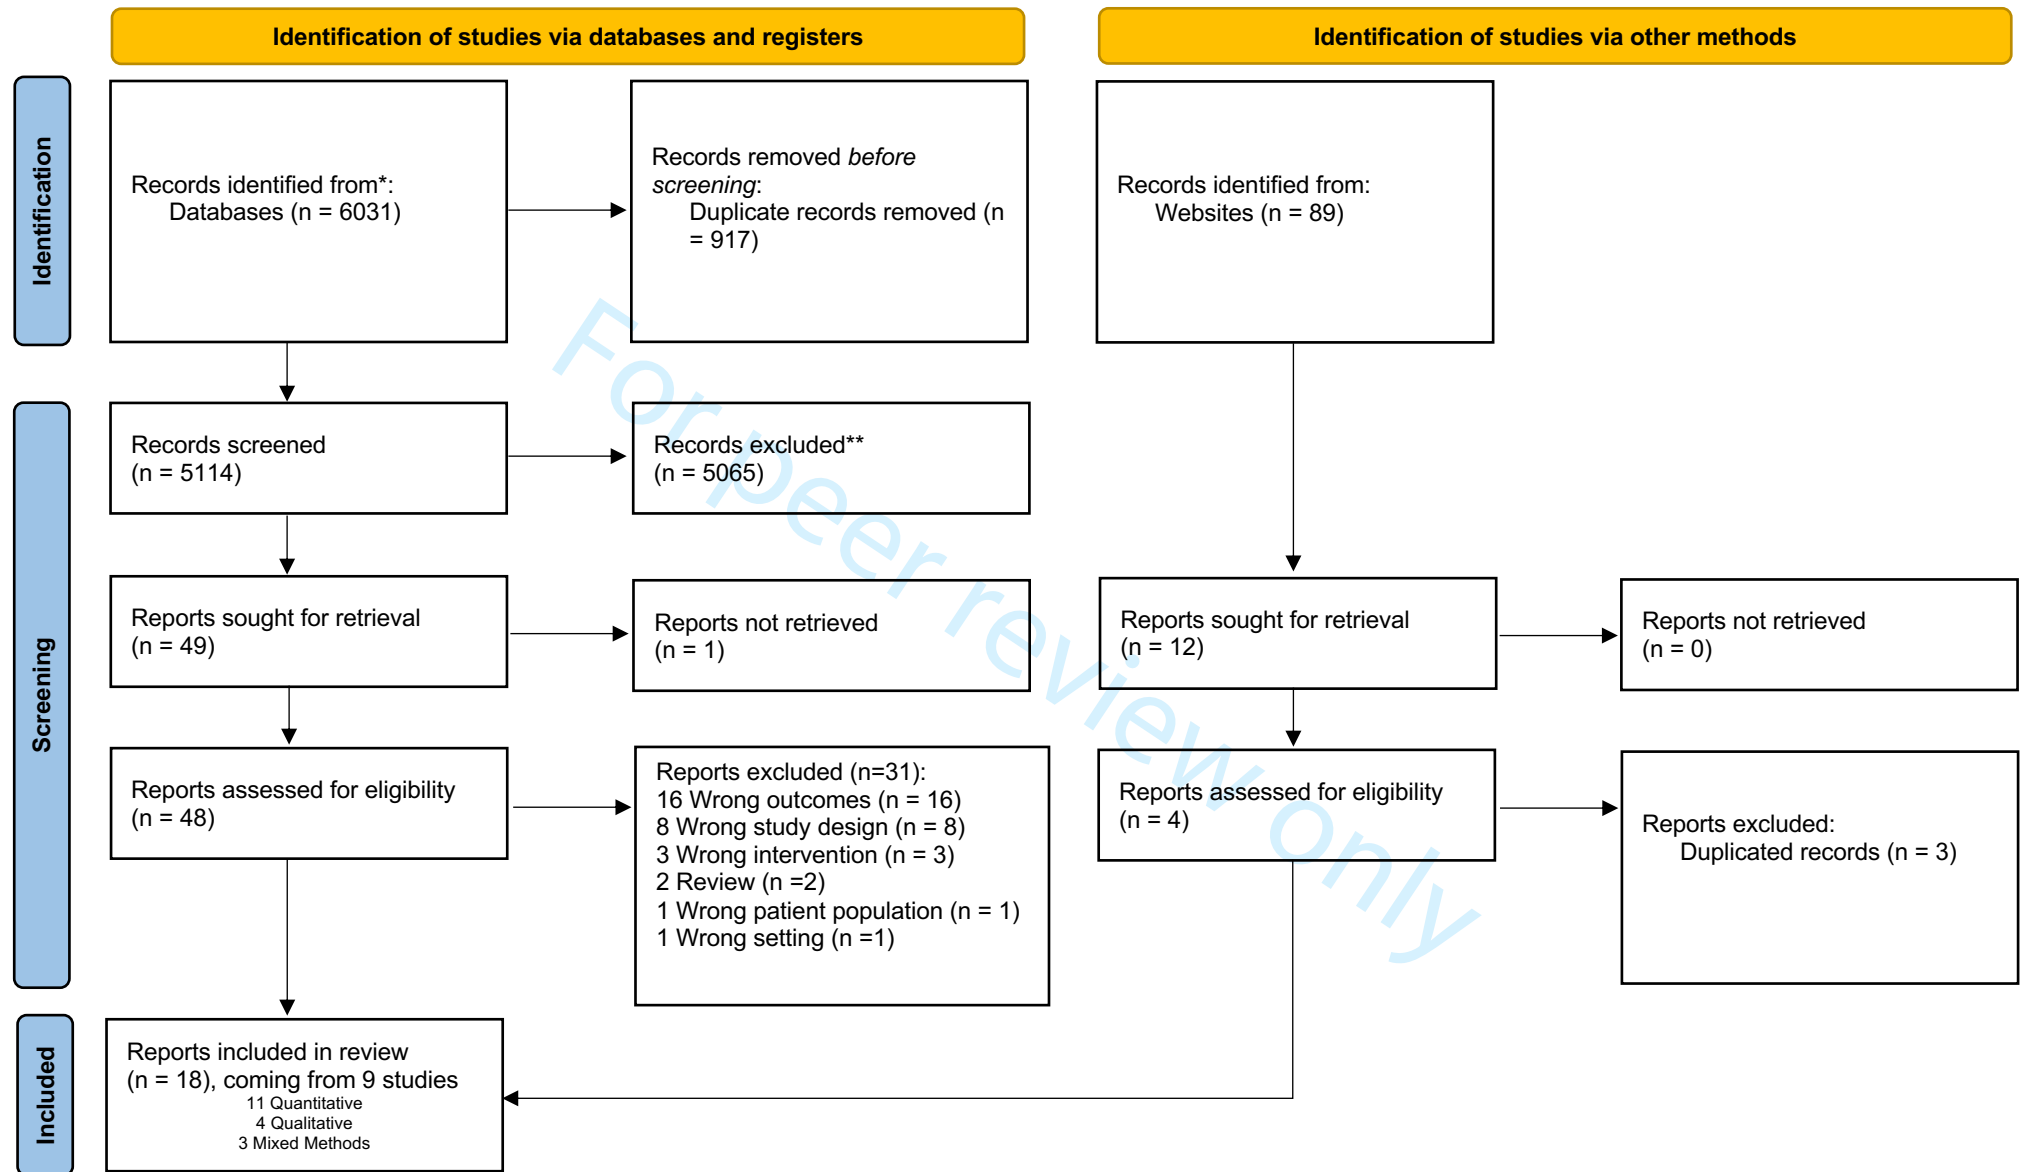 Identification of studies via databases and registers
Identification of studies via other methods
Identification
Records identified from*:
Databases (n = 6031)
Records removed before
screening:
Duplicate records removed (n
= 917)
Records identified from:
Websites (n = 89)
Screening
Records screened
(n = 5114)
Records excluded**
(n = 5065)
Reports sought for retrieval
(n = 49)
Reports not retrieved
(n = 1)
Reports sought for retrieval
(n = 12)
Reports not retrieved
(n = 0)
Reports assessed for eligibility
(n = 48)
Reports excluded (n=31):
16 Wrong outcomes (n = 16)
8 Wrong study design (n = 8)
3 Wrong intervention (n = 3)
2 Review (n =2)
1 Wrong patient population (n = 1)
1 Wrong setting (n =1)
Reports assessed for eligibility
(n = 4)
Reports excluded:
Duplicated records (n = 3)
Included
Reports included in review
(n = 18), coming from 9 studies
11 Quantitative
4 Qualitative
3 Mixed Methods
For peer review only